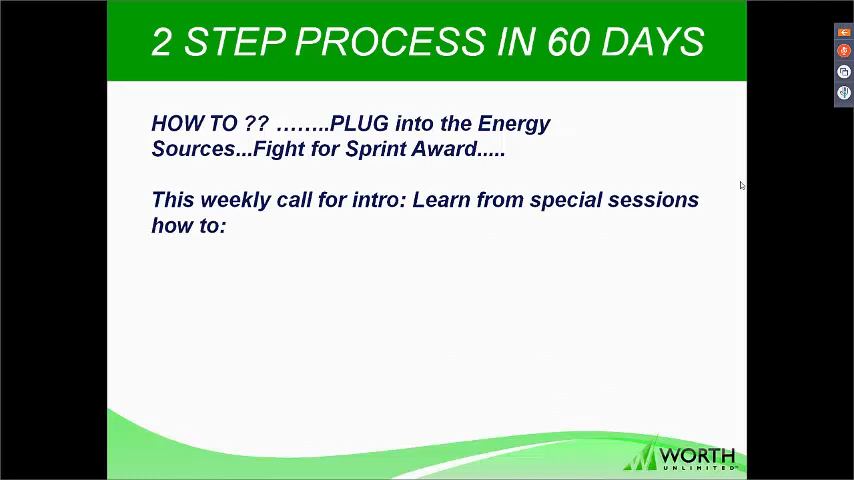 2 STEP PROCESS IN 60 DAYS
HOW TO ?? ........PLUG into the Energy
Sources...Fight for Sprint Award.....
This weekly call for intro: Learn from special sessions
how to:
WORTH
UNLIMITED™